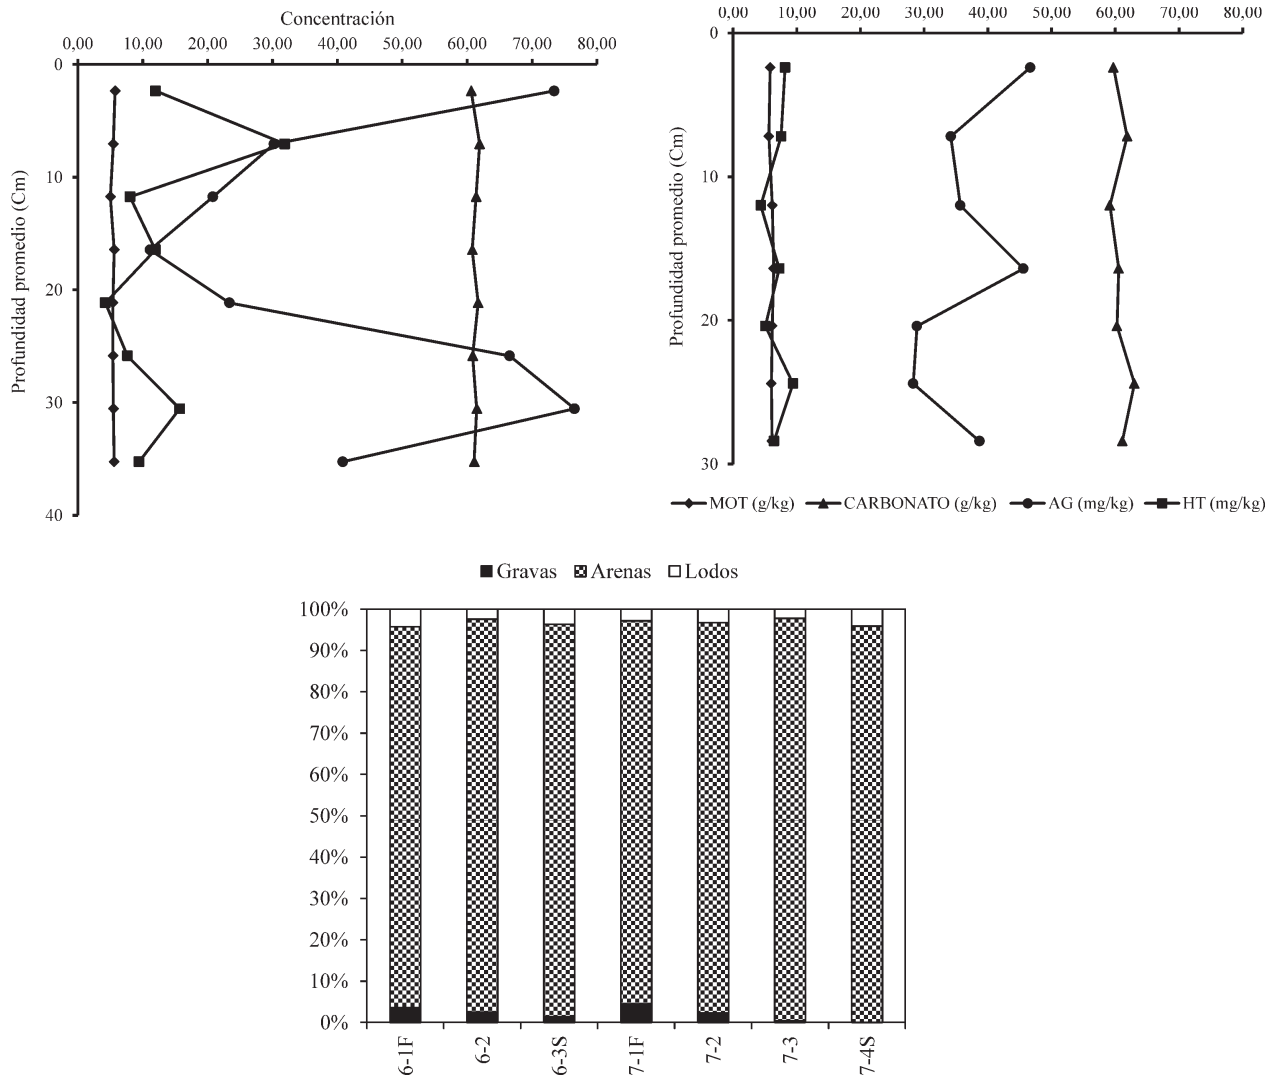 Concentración
0,00 10,00 20,00 30,00 40,00 50,00 60,00 70,00 80,00
0
10
20
30
40
Profundidad promedio (Cm)
0,00 10,00 20,00 30,00 40,00 50,00 60,00 70,00 80,00
0
10
20
30
Profundidad promedio (Cm)
MOT (g/kg) CARBONATO (g/kg) AG (mg/kg) HT (mg/kg)
Gravas Arenas Lodos
100%
90%
80%
70%
60%
50%
40%
30%
20%
10%
0%
6-1F 6-2 6-3S 7-1F 7-2 7-3 7-4S